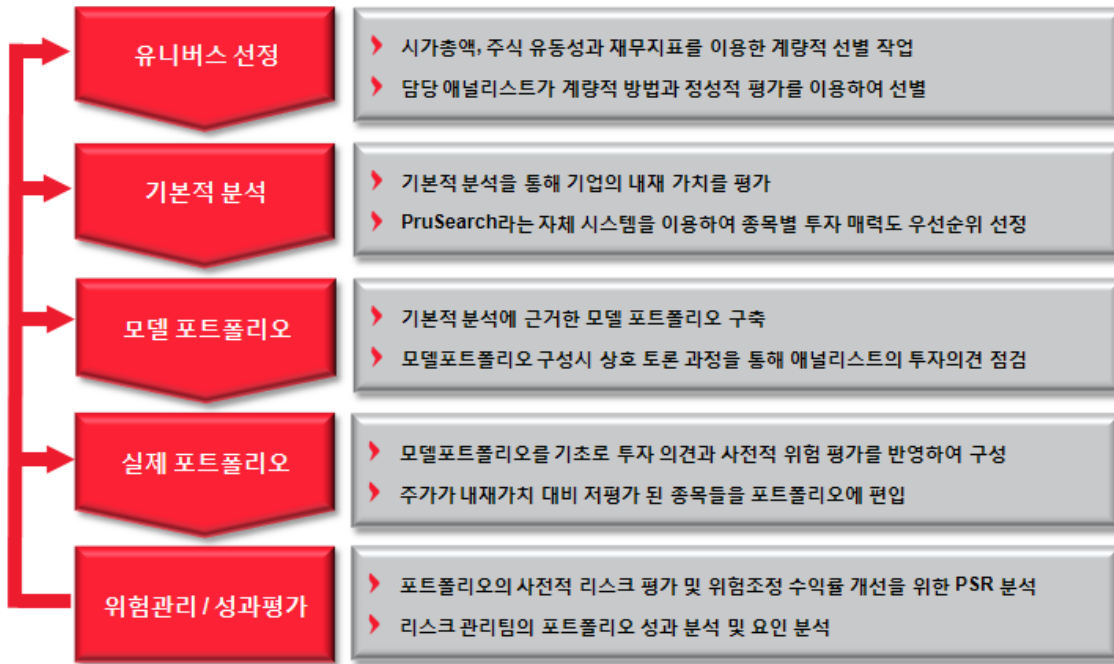 유니버스 선정
시가총액, 주식 유동성과 재무지표를 이용한 계량적 선별 작업
담당 애널리스트가 계량적 방법과 정성적 평가를 이용하여 선별
기본적 분석
기본적 분석을 통해 기업의 내재 가치를 평가
PruSearch라는 자체 시스템을 이용하여 종목별 투자 매력도 우선순위 선정
모델 포트폴리오
기본적 분석에 근거한 모델 포트폴리오 구축
모델포트폴리오 구성시 상호 토론 과정을 통해 애널리스트의 투자의견 점검
실제 포트폴리오
모델포트폴리오를 기초로 투자 의견과 사전적 위험 평가를 반영하여 구성
주가가 내재가치 대비 저평가 된 종목들을 포트폴리오에 편입
위험관리 / 성과평가
포트폴리오의 사전적 리스크 평가 및 위험조정 수익률 개선을 위한 PSR 분석
리스크 관리팀의 포트폴리오 성과 분석 및 요인 분석